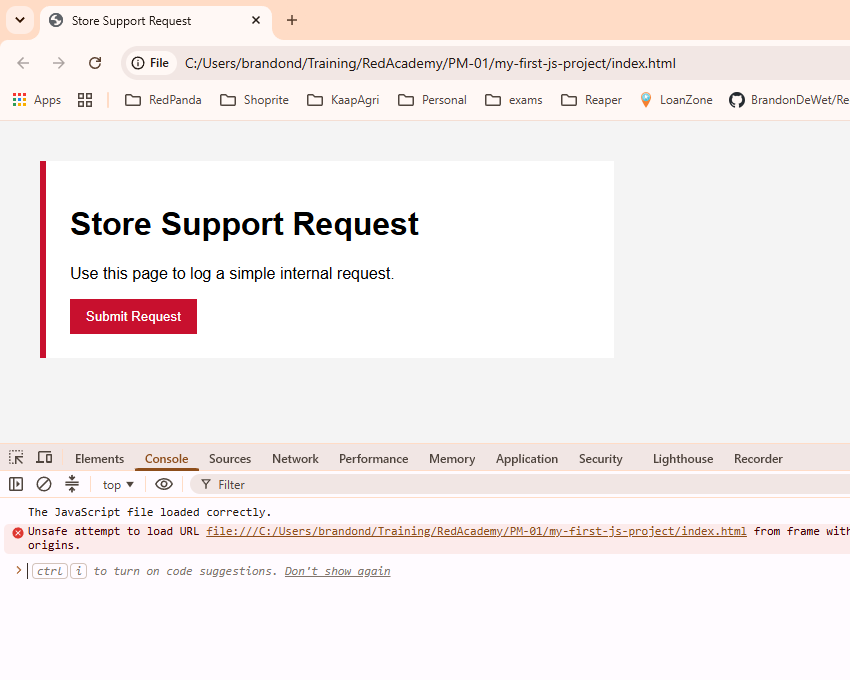 Store Support Request
File C:/Users/brandond/Training/RedAcademy/PM-01/my-first-js-project/index.html
Apps RedPanda Shoprite KaapAgri Personal exams Reaper LoanZone BrandonDeWet/Re
Store Support Request
Use this page to log a simple internal request.
Submit Request
Elements Console Sources Network Performance Memory Application Security Lighthouse Recorder
top Filter
The JavaScript file loaded correctly.
Unsafe attempt to load URL file:///C:/Users/brandond/Training/RedAcademy/PM-01/my-first-js-project/index.html from frame with
origins.
ctrl i to turn on code suggestions. Don't show again